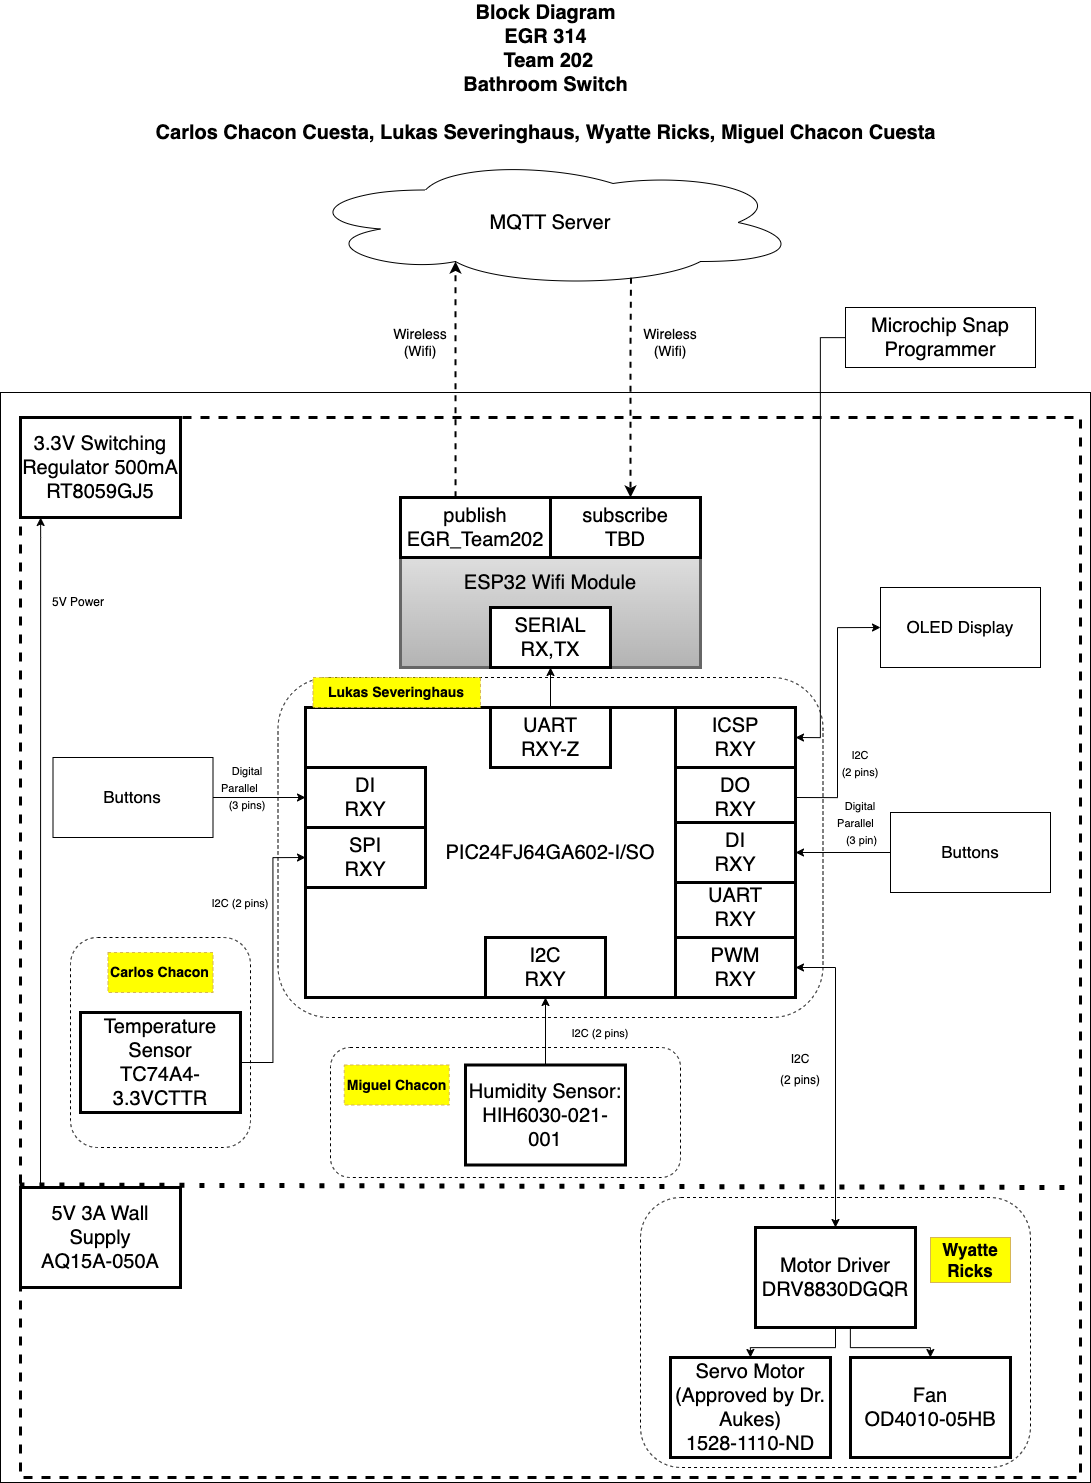 Block Diagram
EGR 314
Team 202
Bathroom Switch
Carlos Chacon Cuesta, Lukas Severinghaus, Wyatte Ricks, Miguel Chacon Cuesta
MQTT Server
Wireless
(Wifi)
Wireless
(Wifi)
Microchip Snap
Programmer
3.3V Switching
Regulator 500mA
RT8059GJ5
publish
EGR_Team202
subscribe
TBD
ESP32 Wifi Module
SERIAL
RX,TX
5V Power
OLED Display
Lukas Severinghaus
UART
RXY-Z
ICSP
RXY
I2C
(2 pins)
Buttons
Digital
Parallel
(3 pins)
DI
RXY
DO
RXY
Digital
Parallel
(3 pin)
SPI
RXY
PIC24FJ64GA602-I/SO
DI
RXY
Buttons
I2C (2 pins)
UART
RXY
I2C
RXY
PWM
RXY
Carlos Chacon
Temperature
Sensor
TC74A4-
3.3VCTTR
I2C (2 pins)
I2C
(2 pins)
Miguel Chacon
Humidity Sensor:
HIH6030-021-
001
5V 3A Wall
Supply
AQ15A-050A
Motor Driver
DRV8830DGQR
Wyatte
Ricks
Servo Motor
(Approved by Dr.
Aukes)
1528-1110-ND
Fan
OD4010-05HB